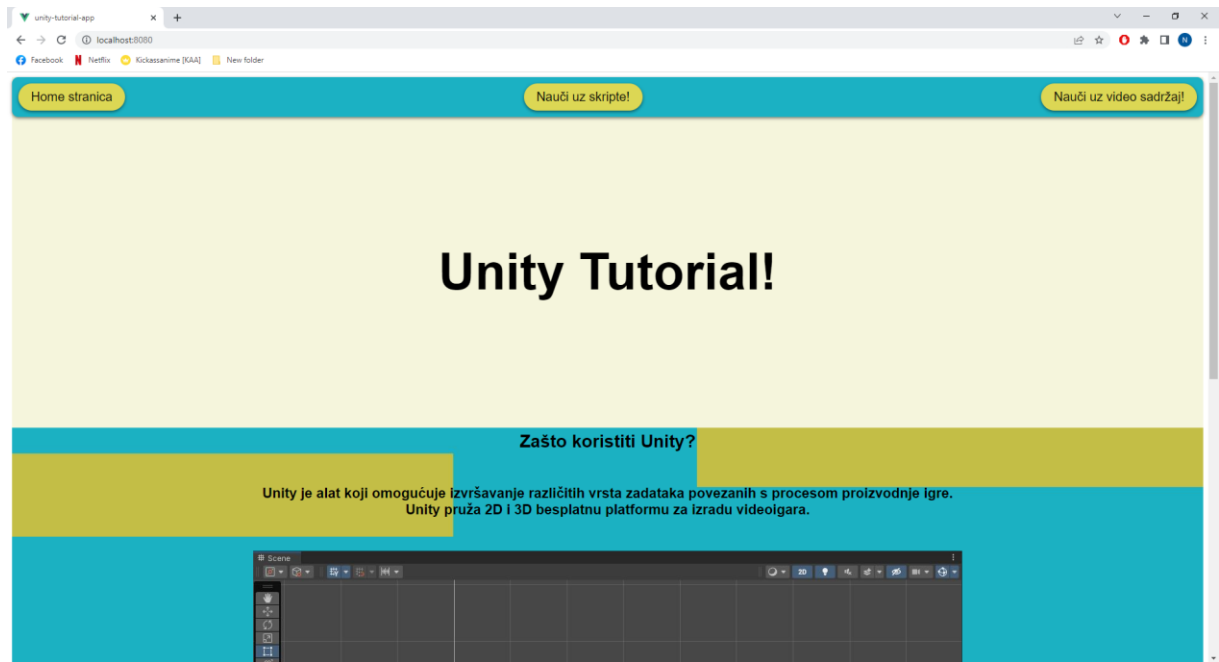 unity-tutorial-app
localhost:8080
N
Facebook
Netflix
Kickassanime [KAA]
New folder
Home stranica
Nauči uz skripte!
Nauči uz video sadržaj!
Unity Tutorial!
Zašto koristiti Unity?
Unity je alat koji omogućuje izvršavanje različitih vrsta zadataka povezanih s procesom proizvodnje igre.
Unity pruža 2D i 3D besplatnu platformu za izradu videoigara.
Scene
2D